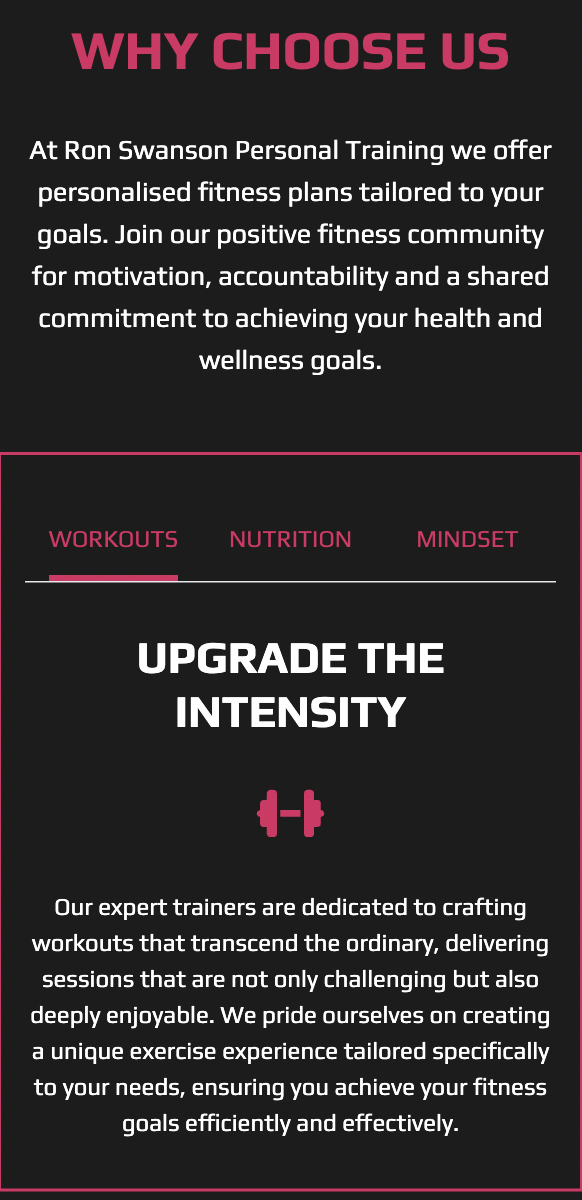 WHY CHOOSE US
At Ron Swanson Personal Training we offer
personalised fitness plans tailored to your
goals. Join our positive fitness community
for motivation, accountability and a shared
commitment to achieving your health and
wellness goals.
WORKOUTS NUTRITION MINDSET
UPGRADE THE
INTENSITY
Our expert trainers are dedicated to crafting
workouts that transcend the ordinary, delivering
sessions that are not only challenging but also
deeply enjoyable. We pride ourselves on creating
a unique exercise experience tailored specifically
to your needs, ensuring you achieve your fitness
goals efficiently and effectively.